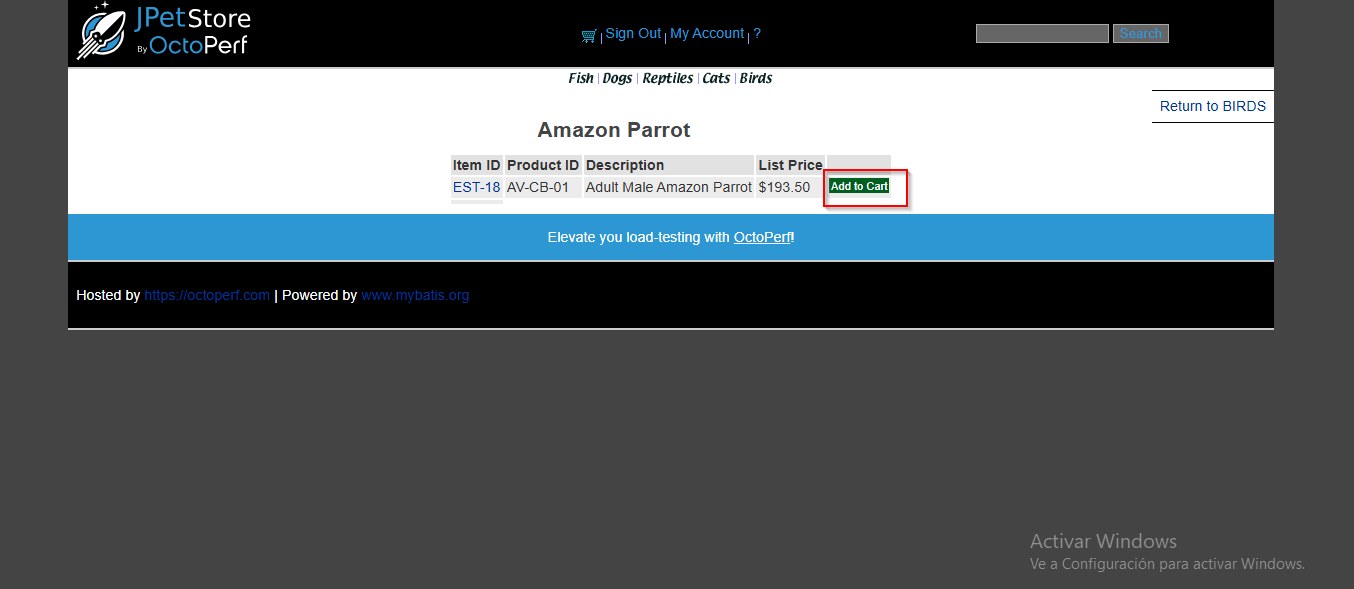 JPetStore
By OctoPerf
Sign Out | My Account | ?
Search
Fish | Dogs | Reptiles | Cats | Birds
Return to BIRDS
Amazon Parrot
Item ID Product ID Description List Price
EST-18 AV-CB-01 Adult Male Amazon Parrot $193.50 Add to Cart
Elevate you load-testing with OctoPerf!
Hosted by https://octoperf.com | Powered by www.mybatis.org
Activar Windows
Ve a Configuración para activar Windows.